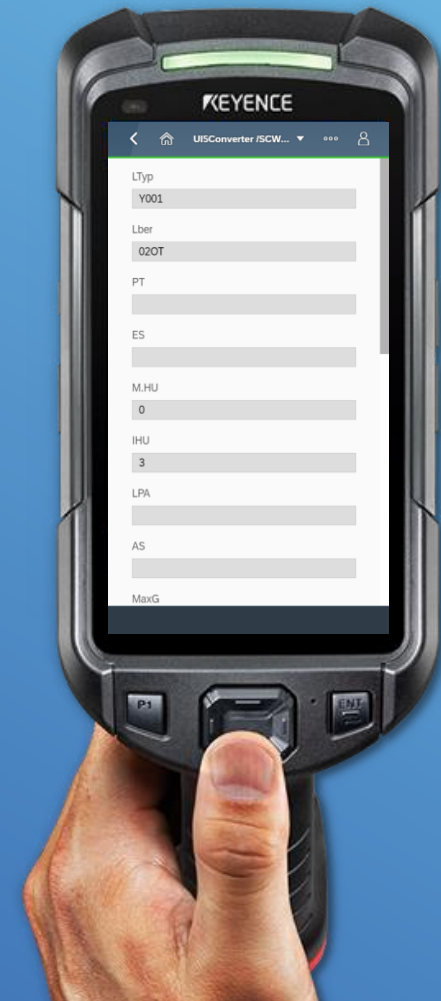 KEYENCE
UI5Converter /SCW...
LTyp
Y001
Lber
02OT
PT
ES
M.HU
0
IHU
3
LPA
AS
MaxG
P1
ENT